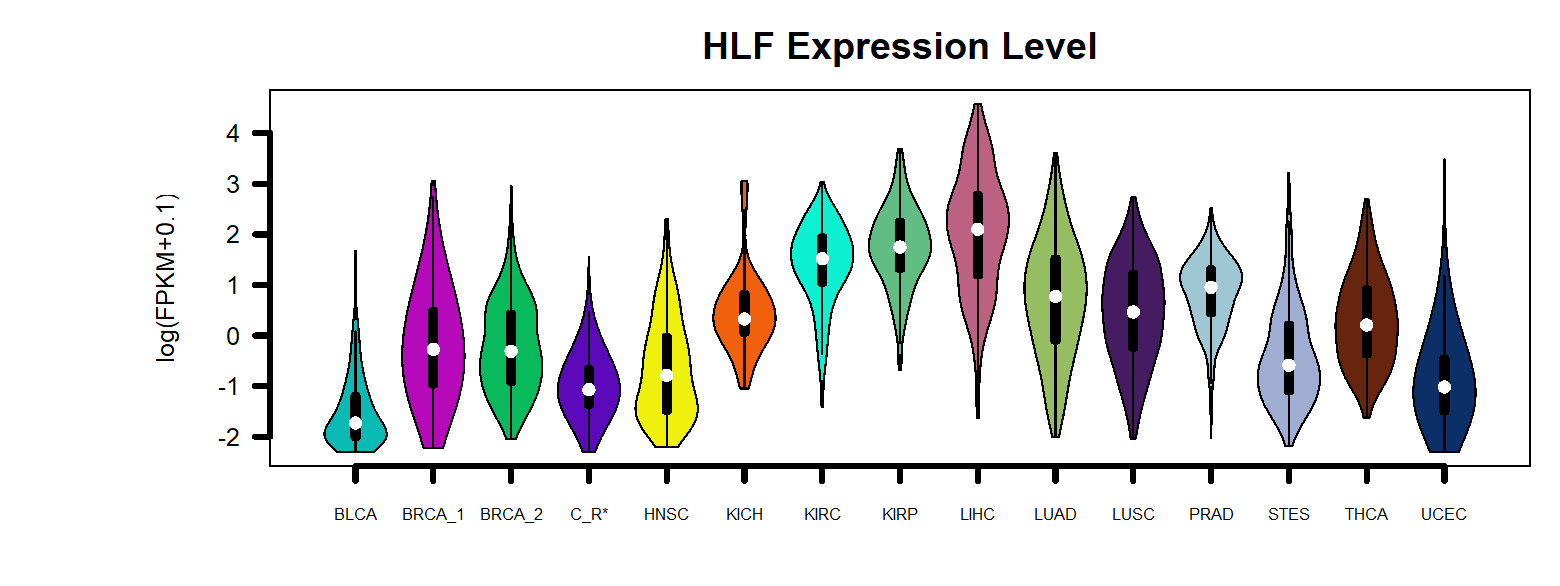 HLF Expression Level
log(FPKM+0.1)
4
3
2
1
0
-1
-2
BLCA BRCA_1 BRCA_2 C_R* HNSC KICH KIRC KIRP LIHC LUAD LUSC PRAD STES THCA UCEC